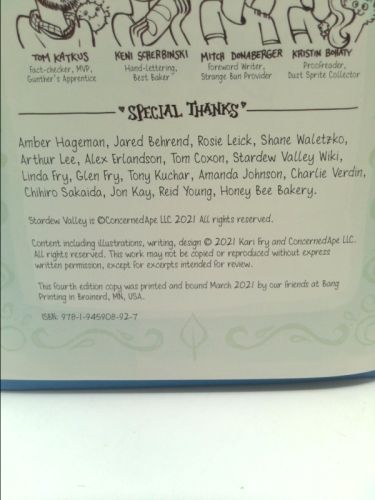 TOM KATKUS
Fact-checker, MVP,
Gunther's Apprentice
KENI SCHERBINSKI
Hand-lettering,
Best Baker
MITCH DONABERGER
Foreword Writer,
Strange Bun Provider
KRISTIN BOHATY
Proofreader,
Dust Sprite Collector
SPECIAL THANKS
Amber Hageman, Jared Behrend, Rosie Leick, Shane Waletzko,
Arthur Lee, Alex Erlandson, Tom Coxon, Stardew Valley Wiki,
Linda Fry, Glen Fry, Tony Kuchar, Amanda Johnson, Charlie Verdin,
Chihiro Sakaida, Jon Kay, Reid Young, Honey Bee Bakery.
Stardew Valley is ©ConcernedApe LLC 2021 All rights reserved.
Content including illustrations, writing, design © 2021 Kari Fry and ConcernedApe LLC.
All rights reserved. This work may not be copied or reproduced without express
written permission, except for excerpts intended for review.
This fourth edition copy was printed and bound March 2021 by our friends at Bang
Printing in Brainerd, MN, USA.
ISBN: 978-1-945908-92-7